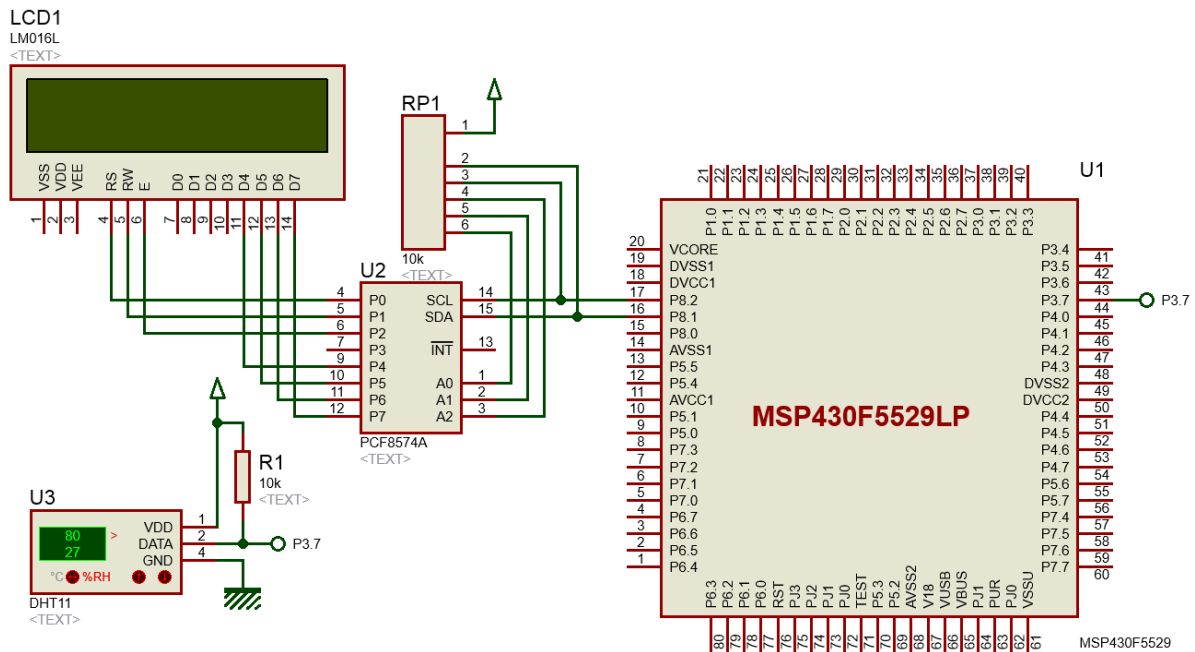 LCD1
LM016L
<TEXT>
VSS VDD VEE RS RW E D0 D1 D2 D3 D4 D5 D6 D7
1 2 3 4 5 6 7 8 9 10 11 12 13 14
RP1
1
2
3
4
5
6
10k
<TEXT>
U2
4 P0 SCL 14
5 P1 SDA 15
6 P2
7 P3 INT 13
9 P4
10 P5 A0 1
11 P6 A1 2
12 P7 A2 3
PCF8574A
<TEXT>
R1
10k
<TEXT>
U3
80 >
27
°C %RH
VDD 1
DATA 2
GND 4
P3.7
DHT11
<TEXT>
U1
21 22 23 24 25 26 27 28 29 30 31 32 33 34 35 36 37 38 39 40
P1.0 P1.1 P1.2 P1.3 P1.4 P1.5 P1.6 P1.7 P2.0 P2.1 P2.2 P2.3 P2.4 P2.5 P2.6 P2.7 P3.0 P3.1 P3.2 P3.3
20 VCORE
19 DVSS1
18 DVCC1
17 P8.2
16 P8.1
15 P8.0
14 AVSS1
13 P5.5
12 P5.4
11 AVCC1
10 P5.1
9 P5.0
8 P7.3
7 P7.2
6 P7.1
5 P7.0
4 P6.7
3 P6.6
2 P6.5
1 P6.4
MSP430F5529LP
P3.4 41
P3.5 42
P3.6 43
P3.7 44
P4.0 45
P4.1 46
P4.2 47
P4.3 48
DVSS2 49
DVCC2 50
P4.4 51
P4.5 52
P4.6 53
P4.7 54
P5.6 55
P5.7 56
P7.4 57
P7.5 58
P7.6 59
P7.7 60
P3.7
P6.3 P6.2 P6.1 P6.0 RST PJ3 PJ2 PJ1 PJ0 TEST P5.3 P5.2 AVSS2 V18 VUSB VBUS PJ1 PUR PJ0 VSSU
80 79 78 77 76 75 74 73 72 71 70 69 68 67 66 65 64 63 62 61
MSP430F5529